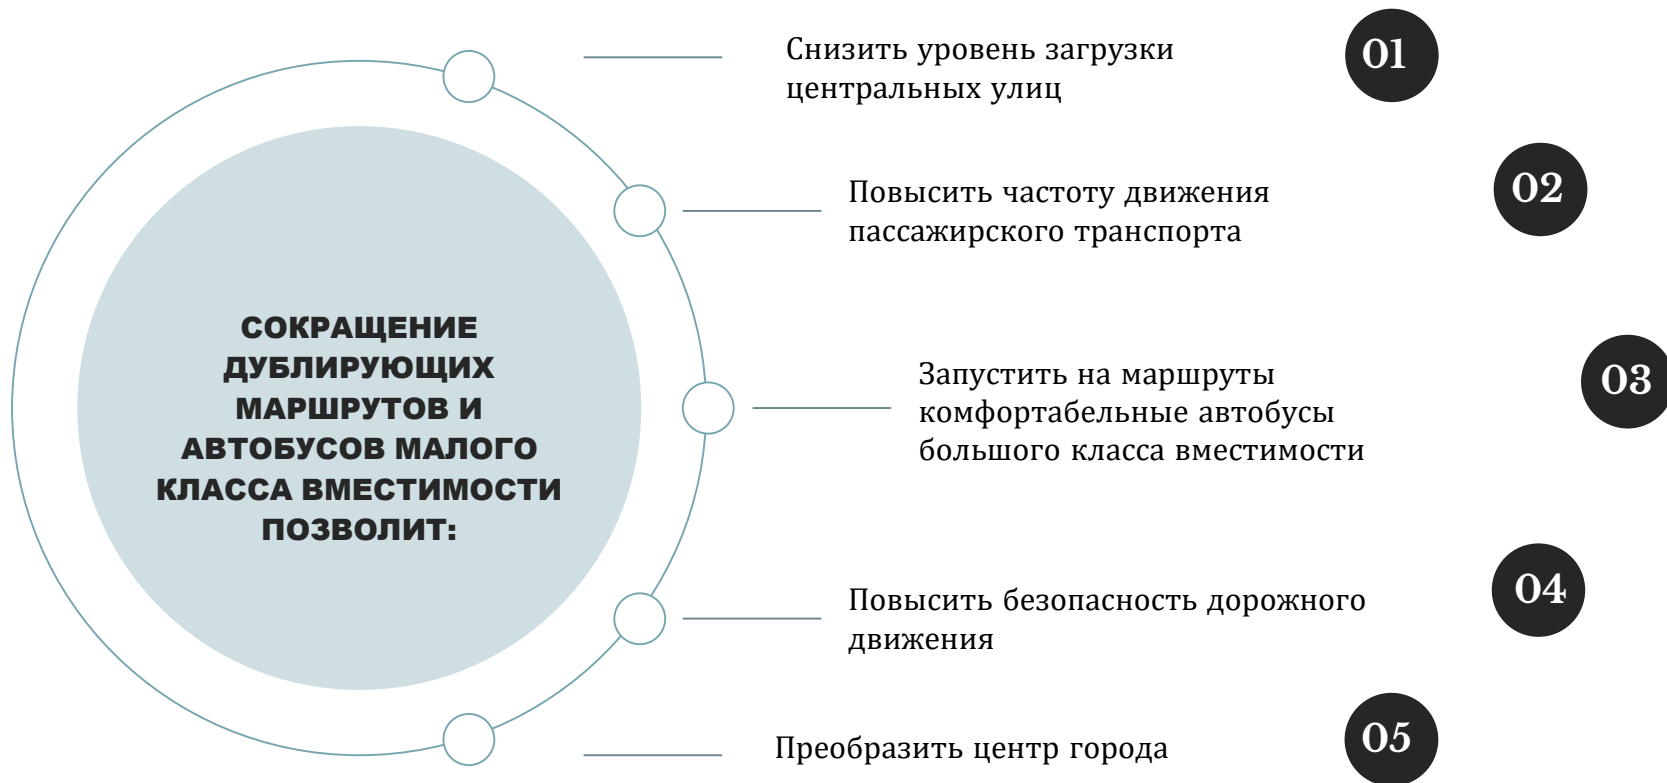 СОКРАЩЕНИЕ
ДУБЛИРУЮЩИХ
МАРШРУТОВ И
АВТОБУСОВ МАЛОГО
КЛАССА ВМЕСТИМОСТИ
ПОЗВОЛИТ:
Снизить уровень загрузки
центральных улиц
01
Повысить частоту движения
пассажирского транспорта
02
Запустить на маршруты
комфортабельные автобусы
большого класса вместимости
03
Повысить безопасность дорожного
движения
04
Преобразить центр города
05